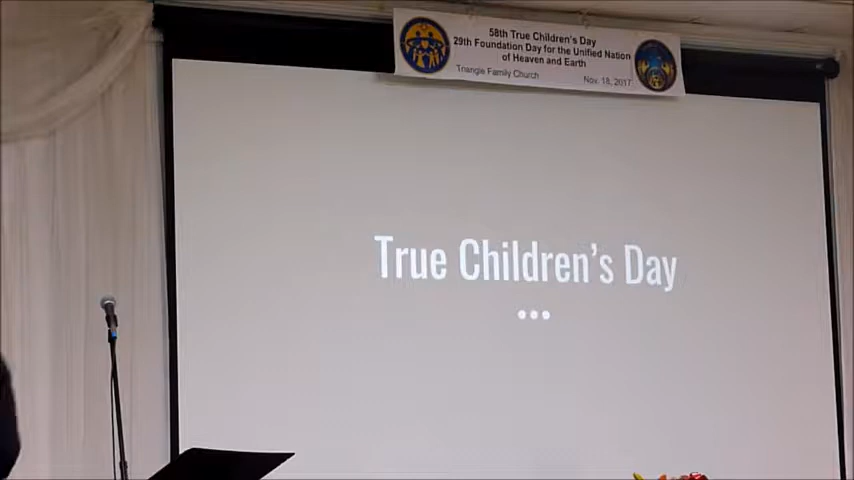 58th True Children's Day
29th Foundation Day for the Unified Nation
of Heaven and Earth
Triangle Family Church
Nov. 18, 2017
True Children's Day